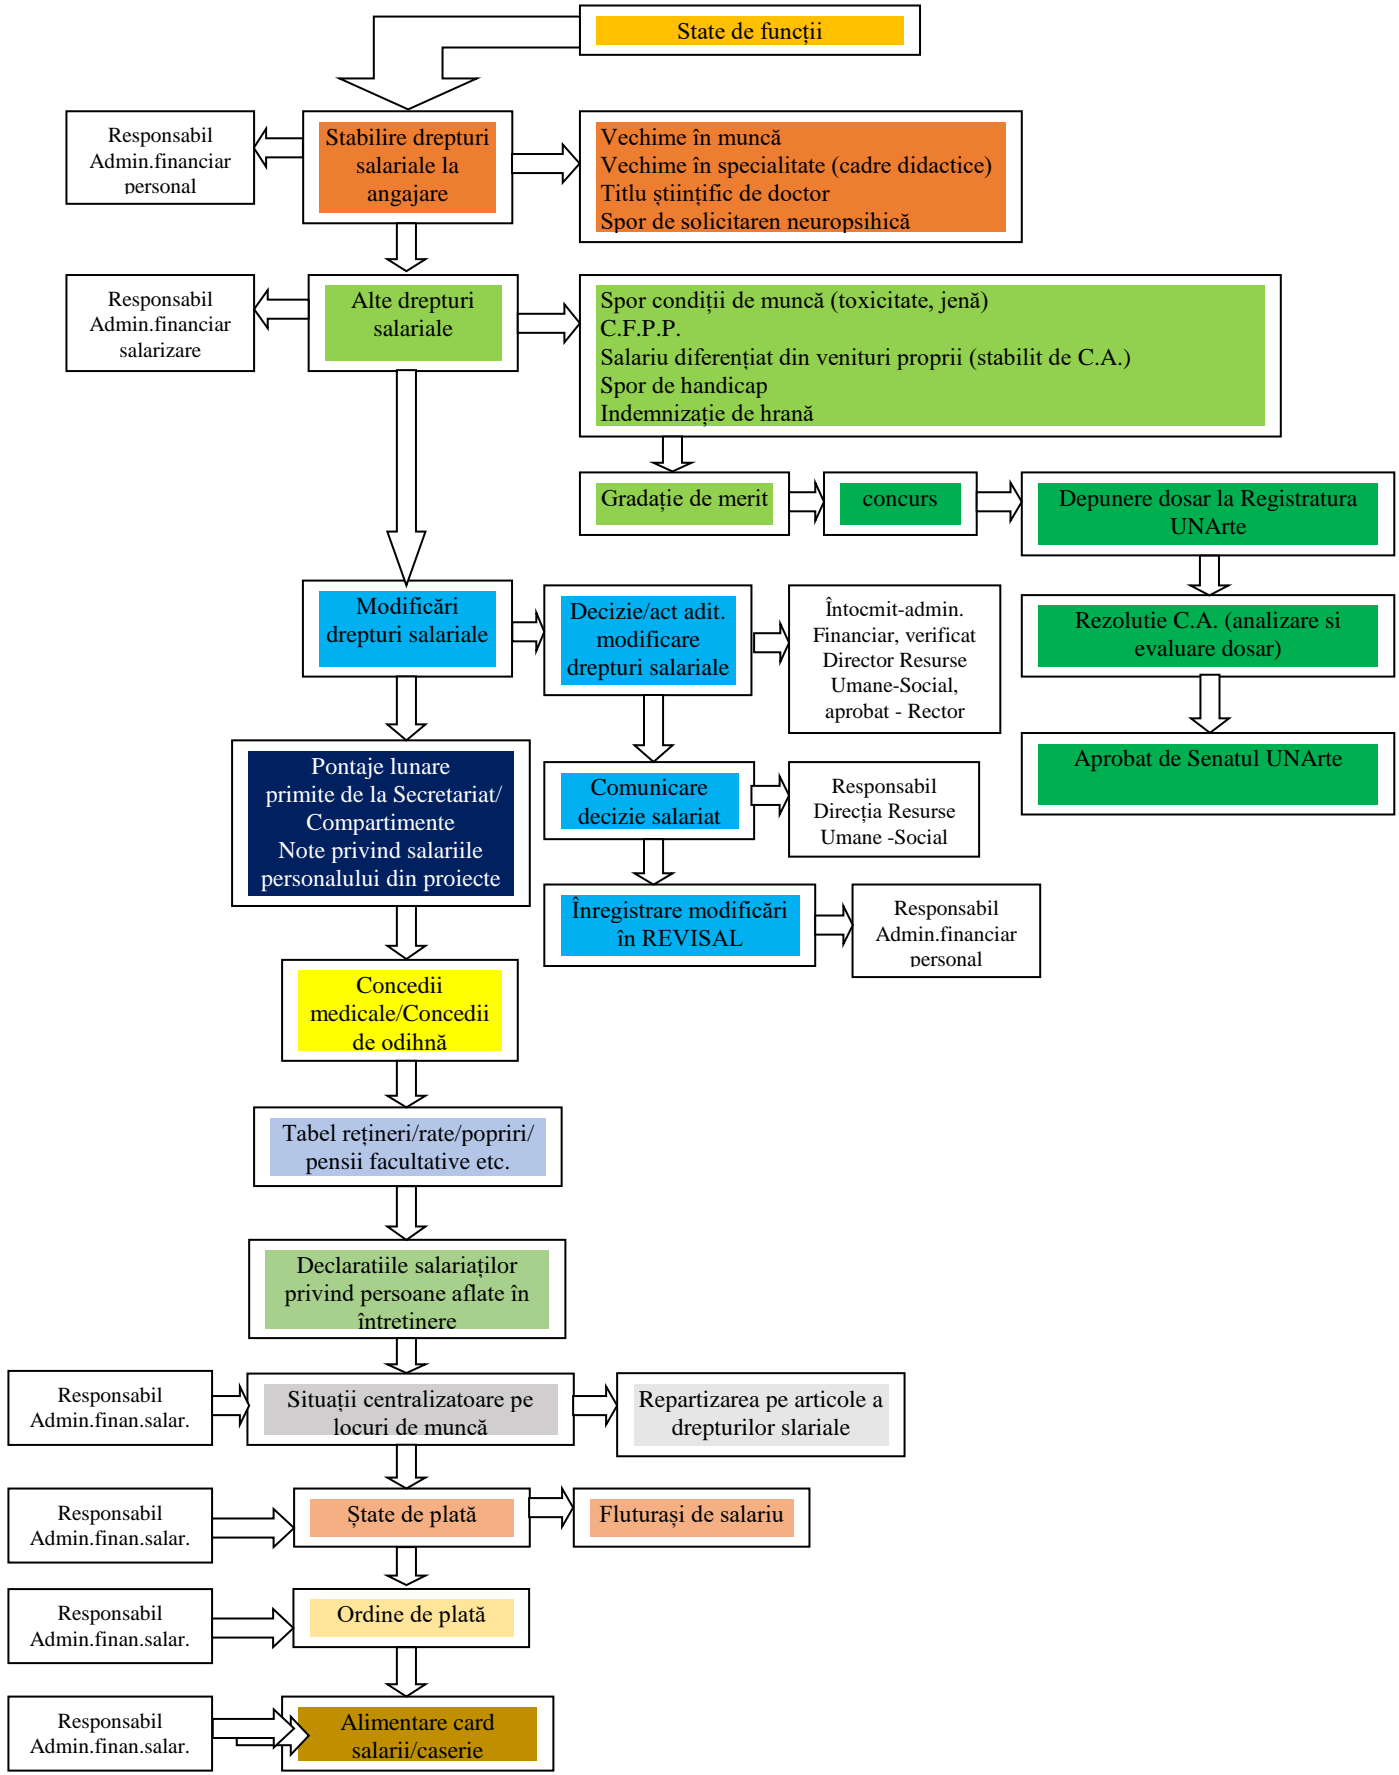 State de funcții
Responsabil
Admin.financiar
personal
Stabilire drepturi
salariale la
angajare
Vechime în muncă
Vechime în specialitate (cadre didactice)
Titlu științific de doctor
Spor de solicitaren neuropsihică
Responsabil
Admin.financiar
salarizare
Alte drepturi
salariale
Spor condiții de muncă (toxicitate, jenă)
C.F.P.P.
Salariu diferențiat din venituri proprii (stabilit de C.A.)
Spor de handicap
Indemnizație de hrană
Gradație de merit
concurs
Depunere dosar la Registratura
UNArte
Modificări
drepturi salariale
Decizie/act adit.
modificare
drepturi salariale
Întocmit-admin.
Financiar, verificat
Director Resurse
Umane-Social,
aprobat - Rector
Rezolutie C.A. (analizare si
evaluare dosar)
Aprobat de Senatul UNArte
Pontaje lunare
primite de la Secretariat/
Compartimente
Note privind salariile
personalului din proiecte
Comunicare
decizie salariat
Responsabil
Direcția Resurse
Umane -Social
Înregistrare modificări
în REVISAL
Responsabil
Admin.financiar
personal
Concedii
medicale/Concedii
de odihnă
Tabel rețineri/rate/popriri/
pensii facultative etc.
Declaratiile salariaților
privind persoane aflate în
întretinere
Responsabil
Admin.finan.salar.
Situații centralizatoare pe
locuri de muncă
Repartizarea pe articole a
drepturilor slariale
Responsabil
Admin.finan.salar.
Ștate de plată
Fluturași de salariu
Responsabil
Admin.finan.salar.
Ordine de plată
Responsabil
Admin.finan.salar.
Alimentare card
salarii/caserie